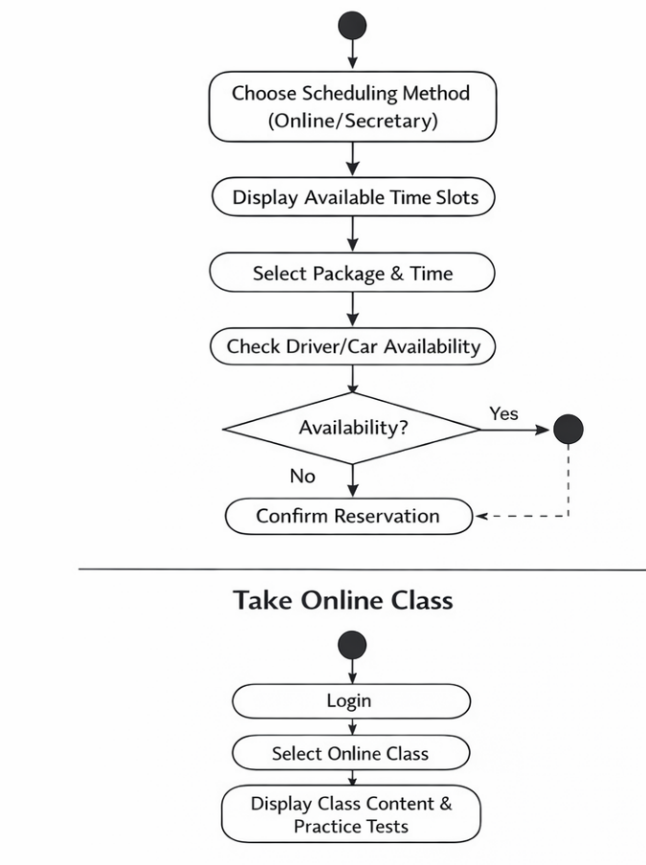 Choose Scheduling Method
(Online/Secretary)
Display Available Time Slots
Select Package & Time
Check Driver/Car Availability
Availability?
Yes
No
Confirm Reservation
Take Online Class
Login
Select Online Class
Display Class Content &
Practice Tests